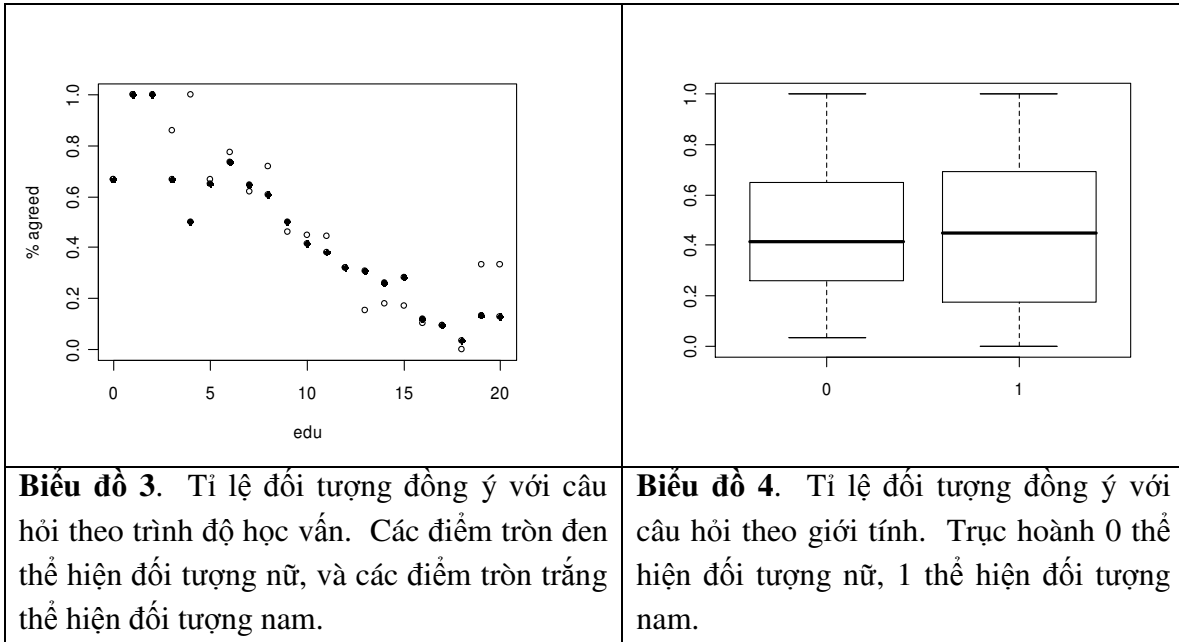 1.0
0.8
0.6
0.4
0.2
0.0
% agreed
0 5 10 15 20
edu
1.0
0.8
0.6
0.4
0.2
0.0
0 1
Biểu đồ 3. Tỉ lệ đối tượng đồng ý với câu
hỏi theo trình độ học vấn. Các điểm tròn đen
thể hiện đối tượng nữ, và các điểm tròn trắng
thể hiện đối tượng nam.
Biểu đồ 4. Tỉ lệ đối tượng đồng ý với
câu hỏi theo giới tính. Trục hoành 0 thể
hiện đối tượng nữ, 1 thể hiện đối tượng
nam.